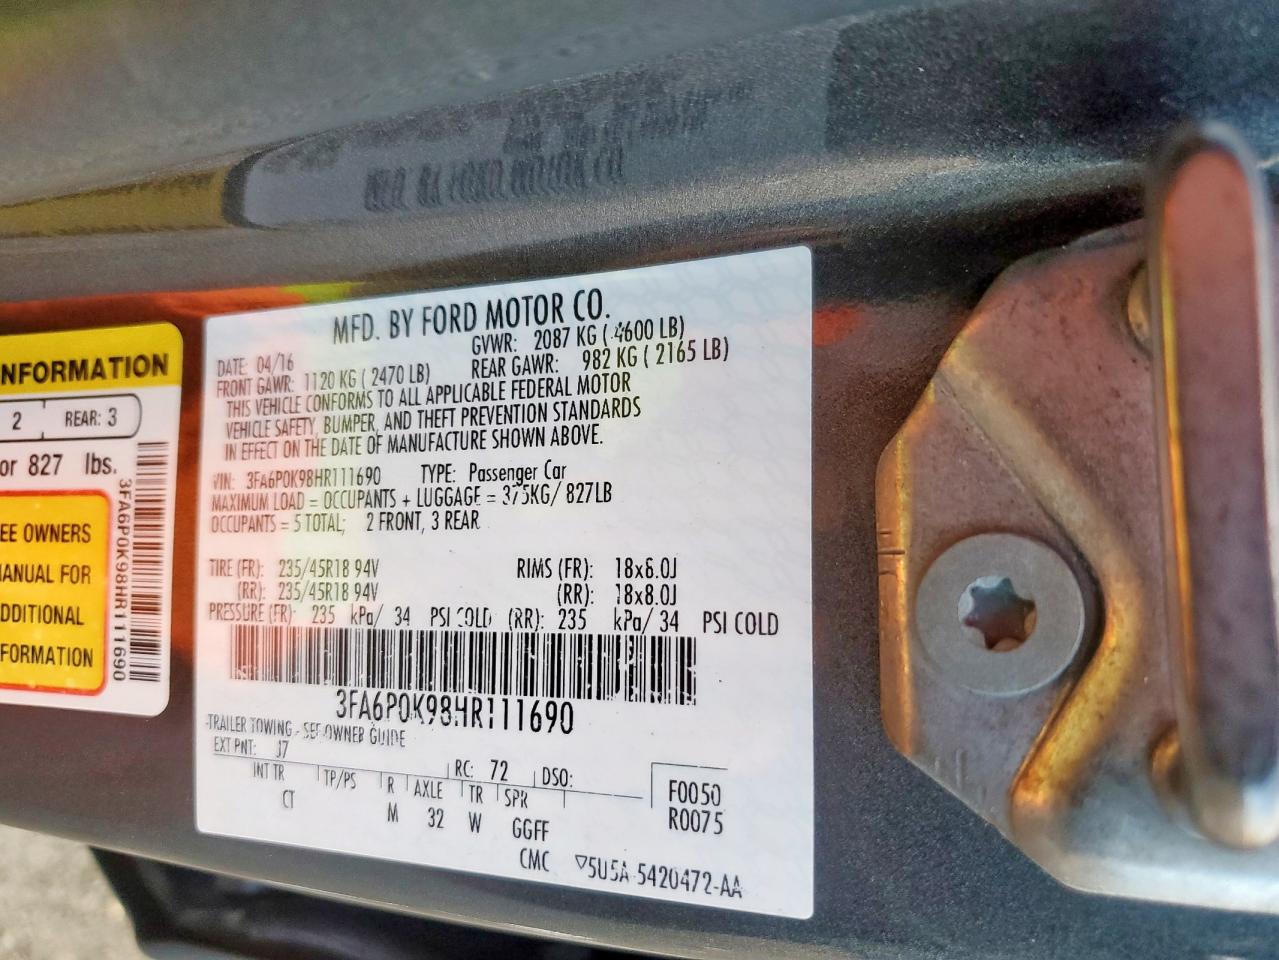 NFORMATION
2 REAR: 3
or 827 lbs.
EE OWNERS
ANUAL FOR
DDITIONAL
FORMATION
3FA6P0K98HR111690
MFD. BY FORD MOTOR CO.
DATE: 04/16 GVWR: 2087 KG ( 4600 LB)
FRONT GAWR: 1120 KG ( 2470 LB) REAR GAWR: 982 KG ( 2165 LB)
THIS VEHICLE CONFORMS TO ALL APPLICABLE FEDERAL MOTOR
VEHICLE SAFETY, BUMPER, AND THEFT PREVENTION STANDARDS
IN EFFECT ON THE DATE OF MANUFACTURE SHOWN ABOVE.
VIN: 3FA6P0K98HR111690 TYPE: Passenger Car
MAXIMUM LOAD = OCCUPANTS + LUGGAGE = 375KG/ 827LB
OCCUPANTS = 5 TOTAL; 2 FRONT, 3 REAR
TIRE (FR): 235/45R18 94V RIMS (FR): 18x8.0J
(RR): 235/45R18 94V (RR): 18x8.0J
PRESSURE (FR): 235 kPa/ 34 PSI COLD (RR): 235 kPa/ 34 PSI COLD
3FA6P0K98HR111690
TRAILER TOWING - SEE OWNER GUIDE
EXT PNT: J7 RC: 72 DSO:
INT TR TP/PS R AXLE TR SPR F0050
CT M 32 W GGFF R0075
CMC ▽5U5A-5420472-AA